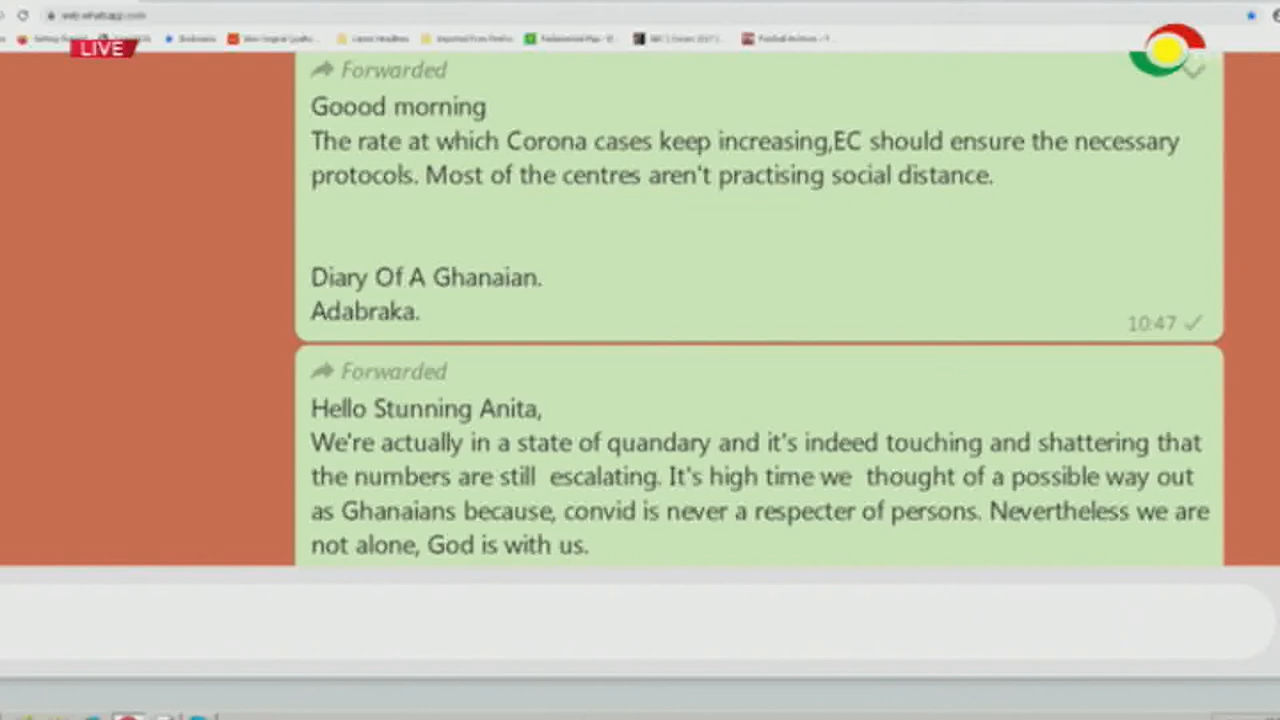 web.whatsapp.com
LIVE
Forwarded
Goood morning
The rate at which Corona cases keep increasing,EC should ensure the necessary
protocols. Most of the centres aren't practising social distance.
Diary Of A Ghanaian.
Adabraka.
10:47
Forwarded
Hello Stunning Anita,
We're actually in a state of quandary and it's indeed touching and shattering that
the numbers are still escalating. It's high time we thought of a possible way out
as Ghanaians because, convid is never a respecter of persons. Nevertheless we are
not alone, God is with us.